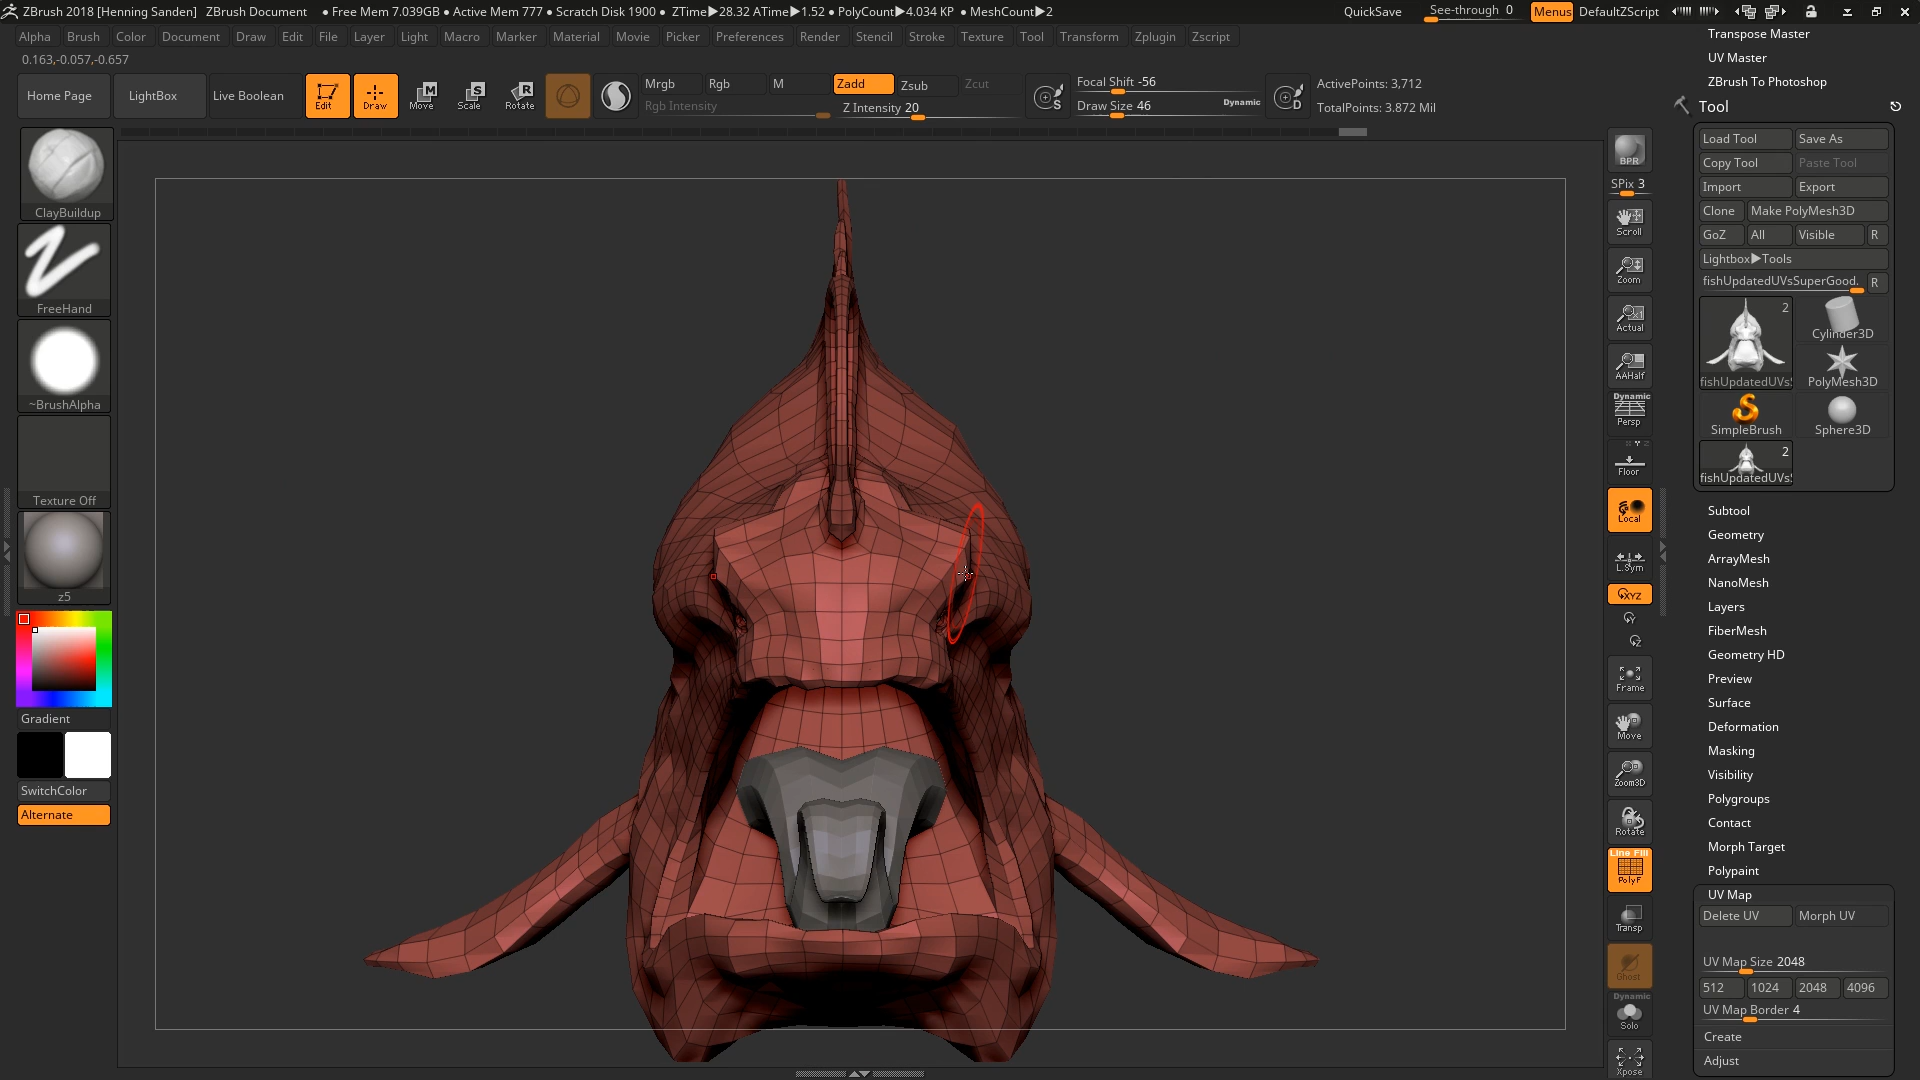 ZBrush 2018 [Henning Sanden] ZBrush Document • Free Mem 7.039GB • Active Mem 777 • Scratch Disk 1900 • ZTime▶28.32 ATime▶1.52 • PolyCount▶4.034 KP • MeshCount▶2 QuickSave See-through 0 Menus DefaultZScript
Alpha Brush Color Document Draw Edit File Layer Light Macro Marker Material Movie Picker Preferences Render Stencil Stroke Texture Tool Transform Zplugin Zscript
0.163,-0.057,-0.657
Home Page LightBox Live Boolean Edit Draw Move Scale Rotate
Mrgb Rgb M Zadd Zsub Zcut
Rgb Intensity Z Intensity 20
Focal Shift -56
Draw Size 46 Dynamic
ActivePoints: 3,712
TotalPoints: 3.872 Mil
ClayBuildup
FreeHand
~BrushAlpha
Texture Off
z5
Gradient
SwitchColor
Alternate
BPR
SPix 3
Scroll
Zoom
Actual
AAHalf
Dynamic
Persp
Floor
Local
L.Sym
XYZ
Y
Z
Frame
Move
Zoom3D
Rotate
Line Fill
PolyF
Transp
Ghost
Dynamic
Solo
Xpose
Transpose Master
UV Master
ZBrush To Photoshop
Tool
Load Tool Save As
Copy Tool Paste Tool
Import Export
Clone Make PolyMesh3D
GoZ All Visible R
Lightbox▶Tools
fishUpdatedUVsSuperGood. R
2
Cylinder3D
fishUpdatedUVs PolyMesh3D
SimpleBrush Sphere3D
2
fishUpdatedUVs
Subtool
Geometry
ArrayMesh
NanoMesh
Layers
FiberMesh
Geometry HD
Preview
Surface
Deformation
Masking
Visibility
Polygroups
Contact
Morph Target
Polypaint
UV Map
Delete UV Morph UV
UV Map Size 2048
512 1024 2048 4096
UV Map Border 4
Create
Adjust